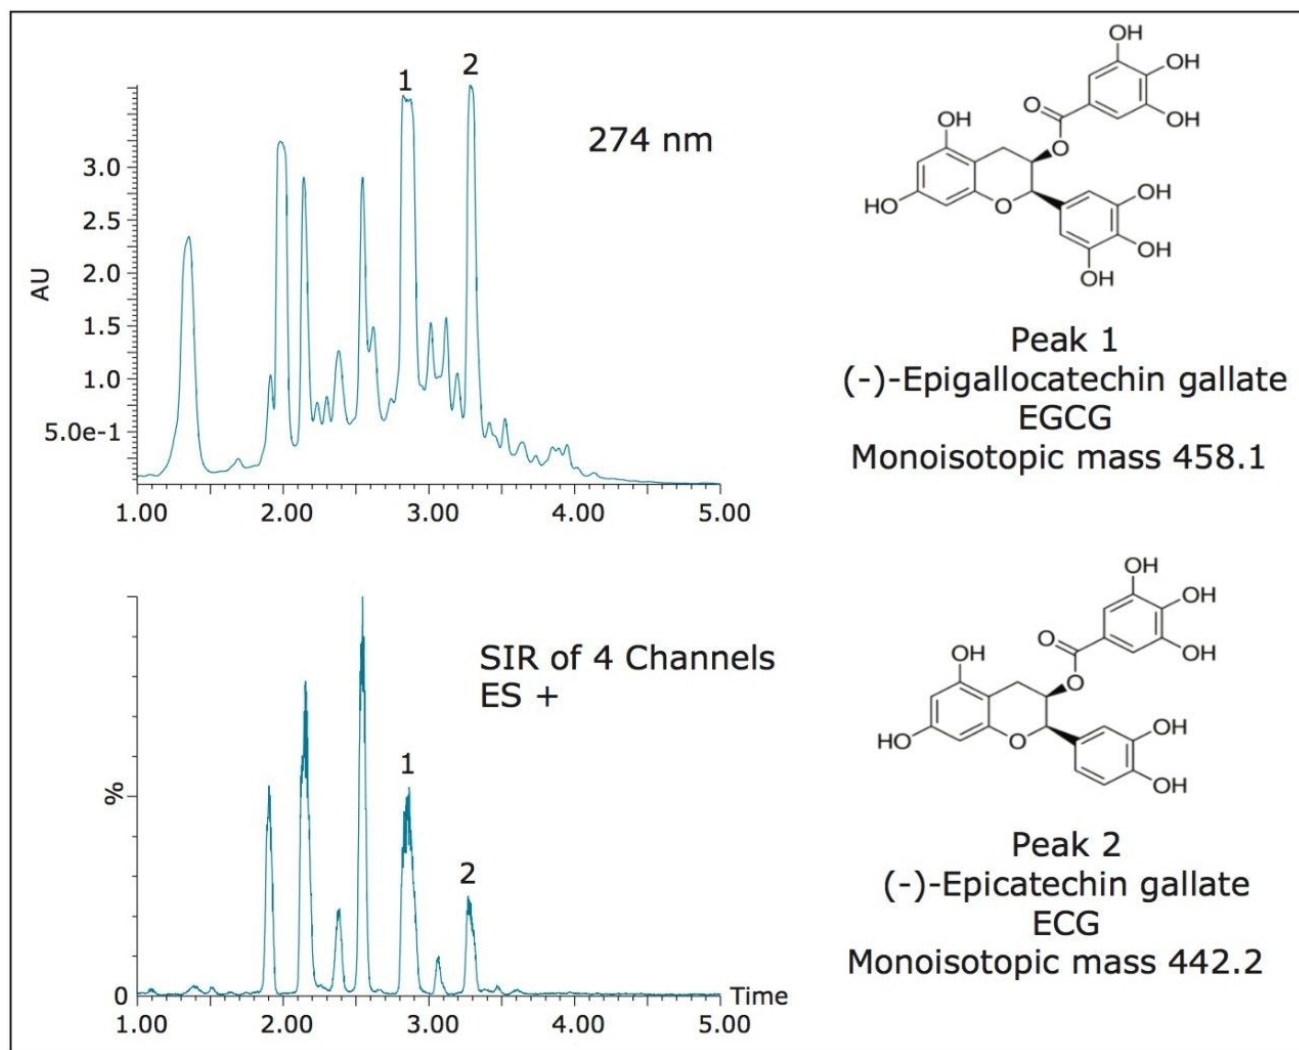 1
2
274 nm
AU
3.0
2.5
2.0
1.5
1.0
5.0e-1
1.00 2.00 3.00 4.00 5.00
OH
OH
OH
O
O
OH
HO
O
OH
OH
OH
Peak 1
(-)-Epigallocatechin gallate
EGCG
Monoisotopic mass 458.1
SIR of 4 Channels
ES +
1
2
%
0
Time
1.00 2.00 3.00 4.00 5.00
OH
OH
OH
O
O
OH
HO
O
OH
OH
Peak 2
(-)-Epicatechin gallate
ECG
Monoisotopic mass 442.2